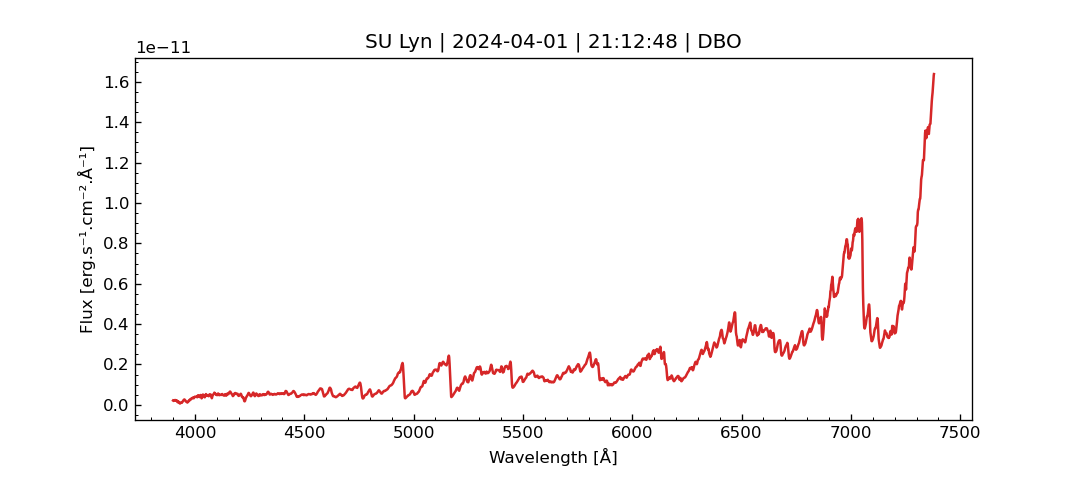 SU Lyn | 2024-04-01 | 21:12:48 | DBO
1e−11
1.6
1.4
1.2
1.0
0.8
0.6
0.4
0.2
0.0
Flux [erg.s⁻¹.cm⁻².Å⁻¹]
4000 4500 5000 5500 6000 6500 7000 7500
Wavelength [Å]